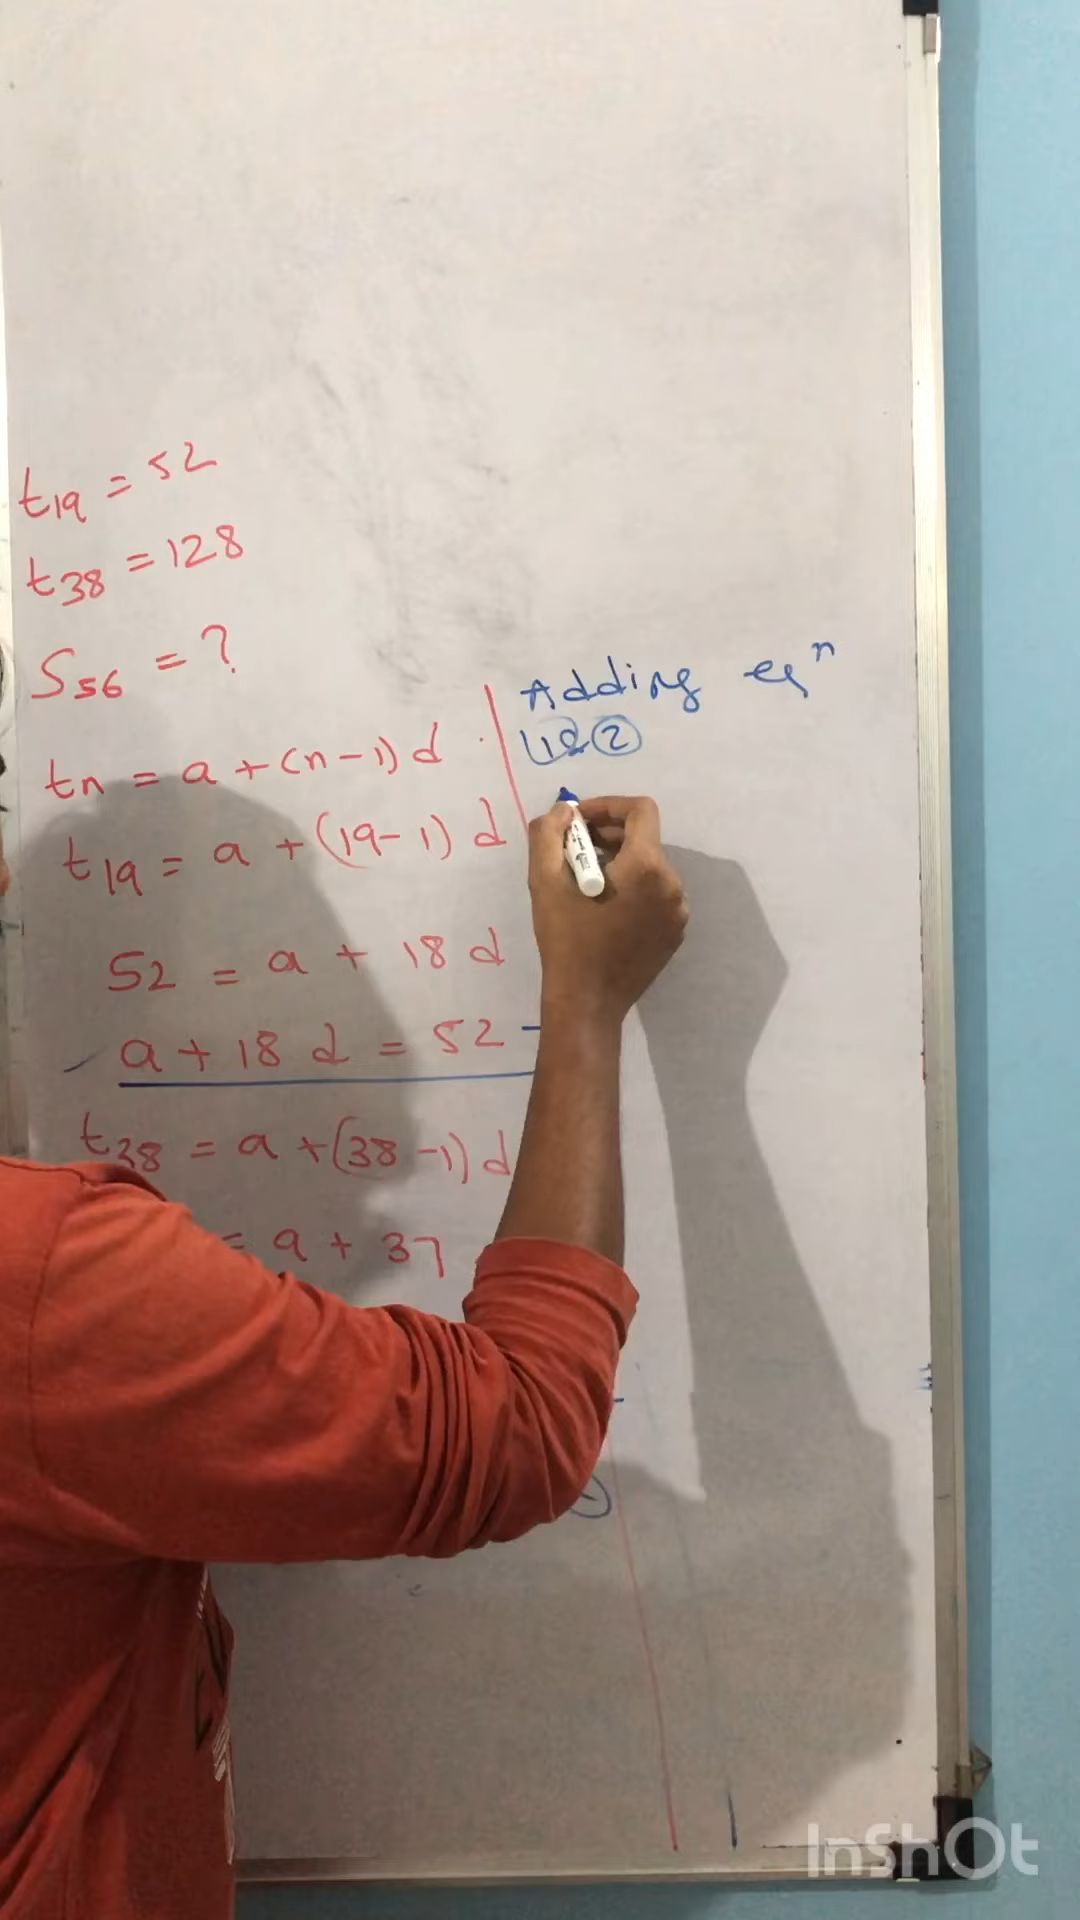 t19 = 52
t38 = 128
S56 = ?
tn = a + (n-1) d
t19 = a + (19-1) d
52 = a + 18 d
a + 18 d = 52 -
t38 = a + (38-1) d
= a + 37
Adding eqn
1 & 2
InShOt